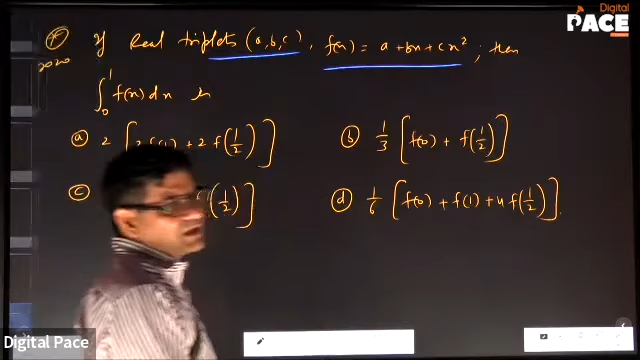 Digital
PACE
If Real triplets (a,b,c), f(x) = a + bx + cx²; then
2020
∫₀¹ f(x) dx is
(a) 2 [ + 2 f(1/2) ]
(b) 1/3 [f(0) + f(1/2)]
(c) (1/2) ]
(d) 1/6 [f(0) + f(1) + 4 f(1/2)].
Digital Pace